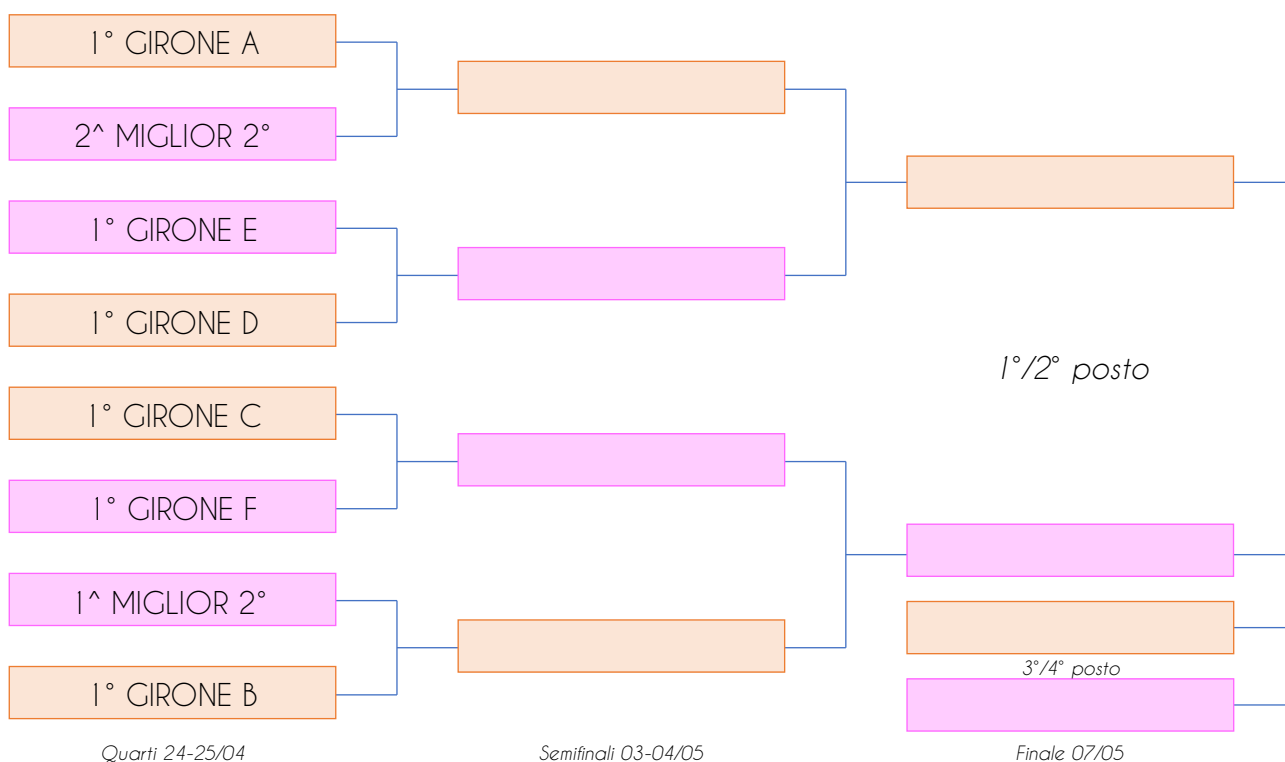 1° GIRONE A
2^ MIGLIOR 2°
1° GIRONE E
1° GIRONE D
1° GIRONE C
1° GIRONE F
1^ MIGLIOR 2°
1° GIRONE B
1°/2° posto
3°/4° posto
Quarti 24-25/04
Semifinali 03-04/05
Finale 07/05